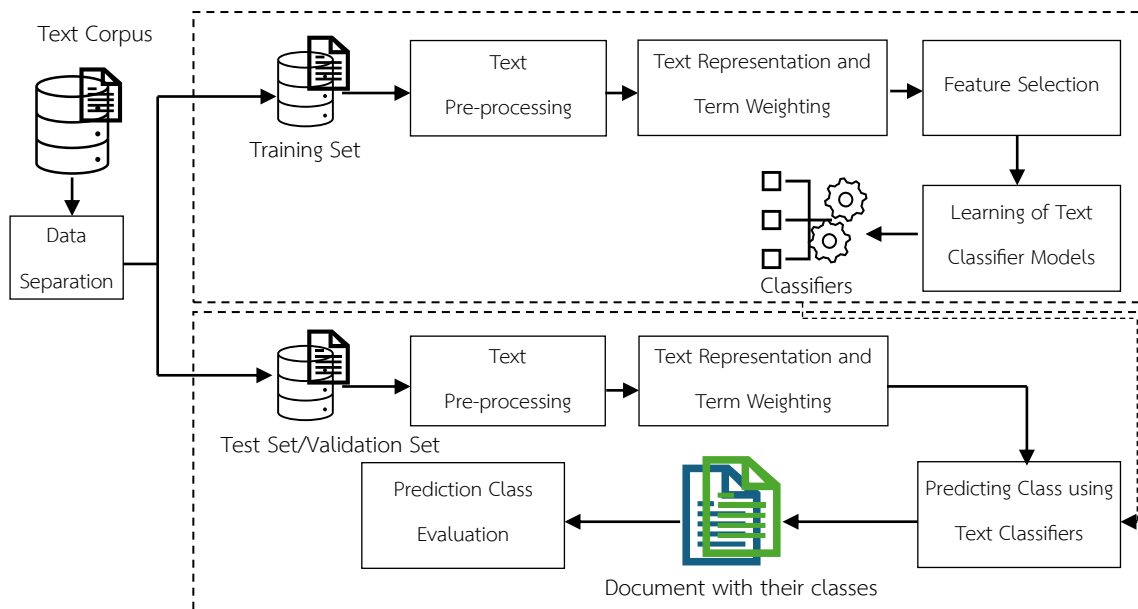 Text Corpus
Data
Separation
Training Set
Text
Pre-processing
Text Representation and
Term Weighting
Feature Selection
Learning of Text
Classifier Models
Classifiers
Test Set/Validation Set
Text
Pre-processing
Text Representation and
Term Weighting
Predicting Class using
Text Classifiers
Document with their classes
Prediction Class
Evaluation